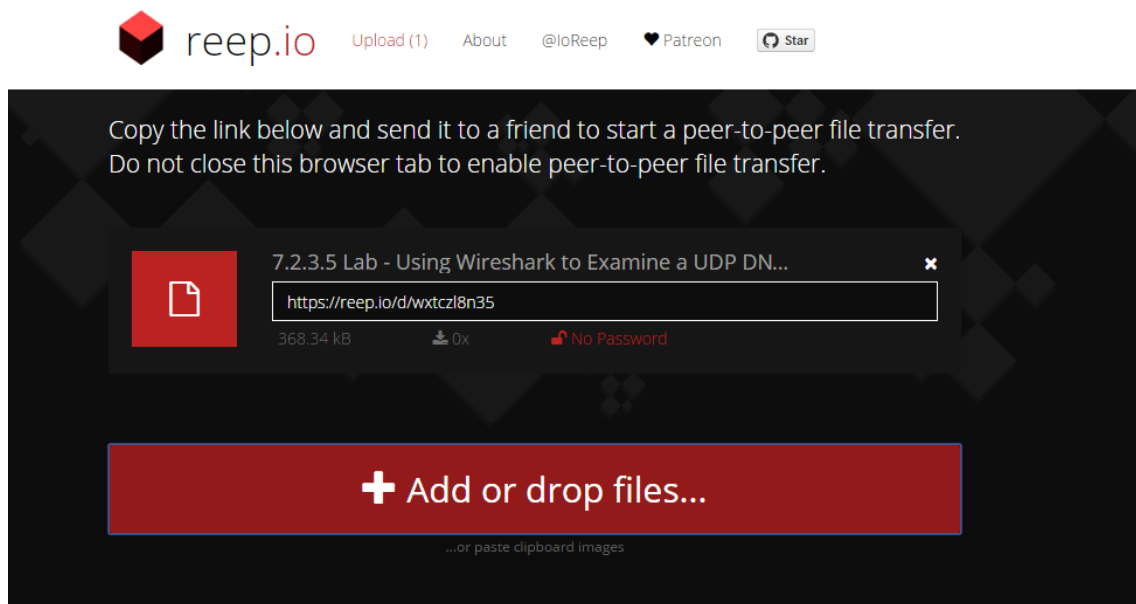 reep.io Upload (1) About @IoReep Patreon Star
Copy the link below and send it to a friend to start a peer-to-peer file transfer.
Do not close this browser tab to enable peer-to-peer file transfer.
7.2.3.5 Lab - Using Wireshark to Examine a UDP DN...
https://reep.io/d/wxtczl8n35
368.34 kB 0x No Password
Add or drop files...
...or paste clipboard images